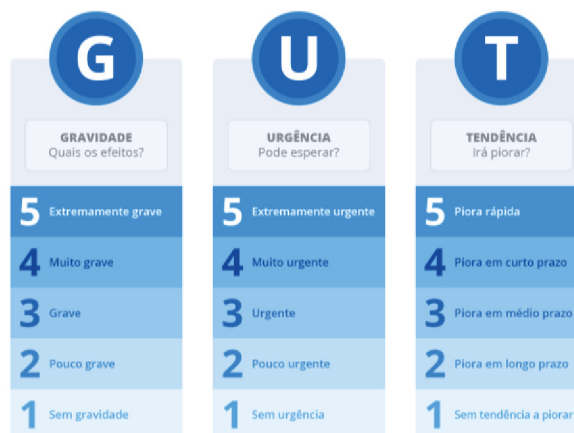 G
GRAVIDADE
Quais os efeitos?
5 Extremamente grave
4 Muito grave
3 Grave
2 Pouco grave
1 Sem gravidade
U
URGÊNCIA
Pode esperar?
5 Extremamente urgente
4 Muito urgente
3 Urgente
2 Pouco urgente
1 Sem urgência
T
TENDÊNCIA
Irá piorar?
5 Piora rápida
4 Piora em curto prazo
3 Piora em médio prazo
2 Piora em longo prazo
1 Sem tendência a piorar